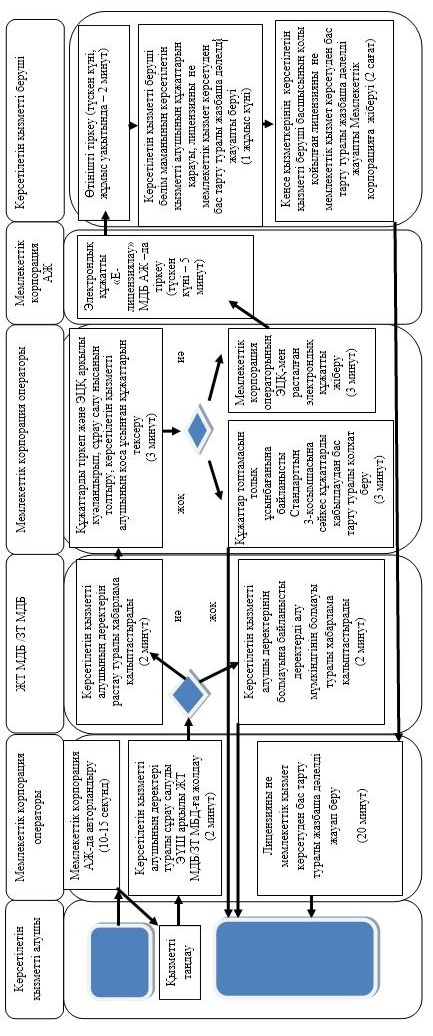 Көрсетілетін
қызметті алушы
Мемлекеттік корпорация
операторы
ЖТ МДБ /ЗТ МДБ
Мемлекеттік корпорация операторы
Мемлекеттік
корпорация
АЖ
Көрсетілетін қызметті беруші
Қызметті
таңдау
Мемлекеттік корпорация
АЖ-да авторландыру
(10-15 секунд)
Көрсетілетін қызметті
алушының деректері
туралы сұрау салуды
ЭҮШ арқылы ЖТ
МДБ/ЗТ МБД-ға жолдау
(2 минут)
Лицензияны не
мемлекеттік қызмет
көрсетуден бас тарту
туралы жазбаша дәлелді
жауап беру
(20 минут)
Көрсетілетін қызметті
алушының деректерін
растау туралы хабарлама
қалыптастырады
(2 минут)
иә
жоқ
Көрсетілетін қызметті
алушы деректерінің
болмауына байланысты
деректерді алу
мүмкіндігінің болмауы
туралы хабарлама
қалыптастырады
(2 минут)
Құжаттарды тіркеп және ЭЦҚ арқылы
куәландырып, сұрау салу нысанын
толтыру, көрсетілетін қызметті
алушының қоса ұсынған құжаттарын
тексеру
(3 минут)
жоқ
иә
Құжаттар топтамасын
толық
ұсынбағанына
байланысты
Стандарттың
3-қосымшасына
сәйкес құжаттарды
қабылдаудан бас
тарту туралы қолхат
беру
(3 минут)
Мемлекеттік
корпорация
операторының
ЭЦҚ-мен
расталған
электрондық
құжатты
жіберу
(3 минут)
Электрондық
құжатты
«Е-
лицензиялау»
МДБ АЖ –да
тіркеу
(түскен
күні – 5
минут)
Өтінішті тіркеу (түскен күні,
жұмыс уақытында – 2 минут)
Көрсетілетін қызметті беруші
бөлім маманының көрсетілетін
қызметті алушының құжаттарын
қарауы, лицензияны не
мемлекеттік қызмет көрсетуден
бас тарту туралы жазбаша дәлелді
жауапты беруі
(1 жұмыс күні)
Кеңсе қызметкерінің көрсетілетін
қызметті беруші басшысының қолы
қойылған лицензияны не
мемлекеттік қызмет көрсетуден бас
тарту туралы жазбаша дәлелді
жауапты Мемлекеттік
корпорацияға жіберуі (2 сағат)